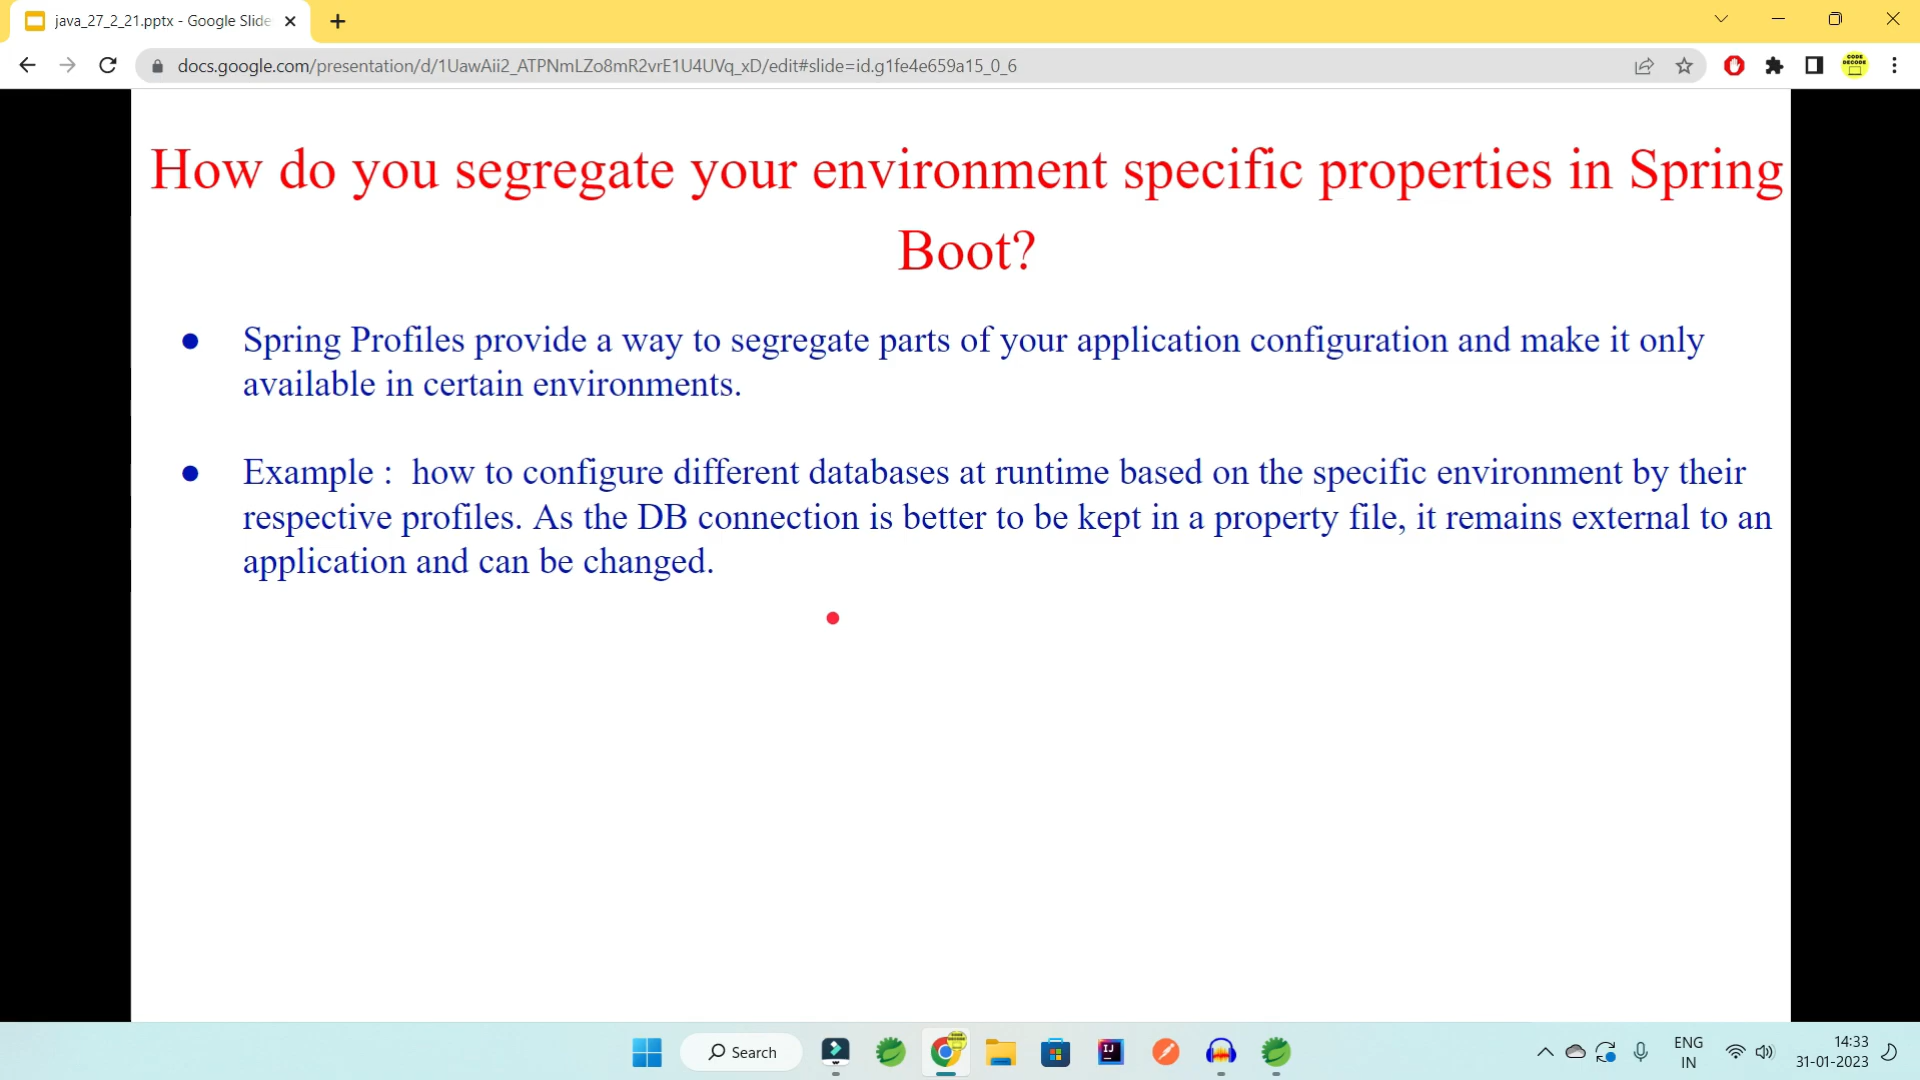 java_27_2_21.pptx - Google Slide
docs.google.com/presentation/d/1UawAii2_ATPNmLZo8mR2vrE1U4UVq_xD/edit#slide=id.g1fe4e659a15_0_6
CODE
DECODE
How do you segregate your environment specific properties in Spring
Boot?
● Spring Profiles provide a way to segregate parts of your application configuration and make it only
available in certain environments.
● Example : how to configure different databases at runtime based on the specific environment by their
respective profiles. As the DB connection is better to be kept in a property file, it remains external to an
application and can be changed.
Search
IJ
ENG
IN
14:33
31-01-2023